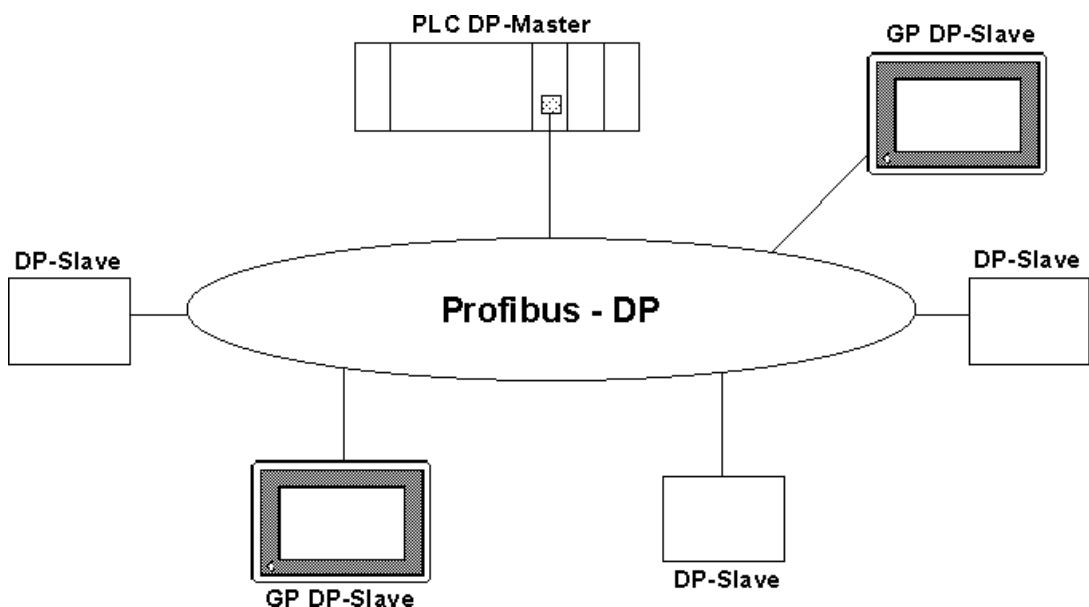 PLC DP-Master
GP DP-Slave
DP-Slave
DP-Slave
Profibus - DP
GP DP-Slave
DP-Slave